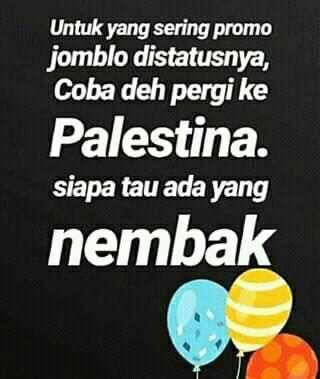 Untuk yang sering promo
jomblo distatusnya,
Coba deh pergi ke
Palestina.
siapa tau ada yang
nembak